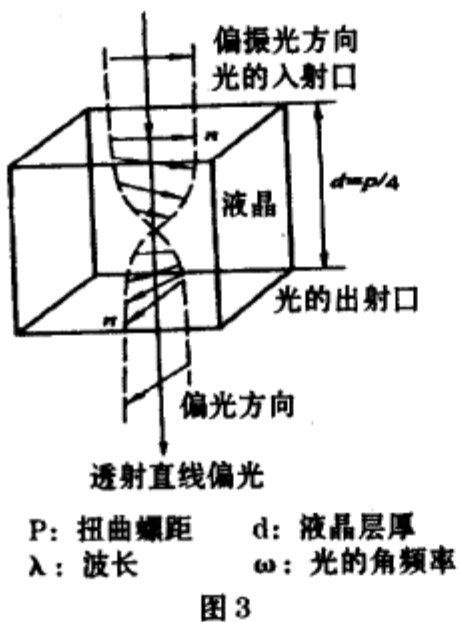 偏振光方向
光的入射口
n
d=p/4
液晶
光的出射口
n
偏光方向
透射直线偏光
P: 扭曲螺距 d: 液晶层厚
λ: 波长 ω: 光的角频率
图 3